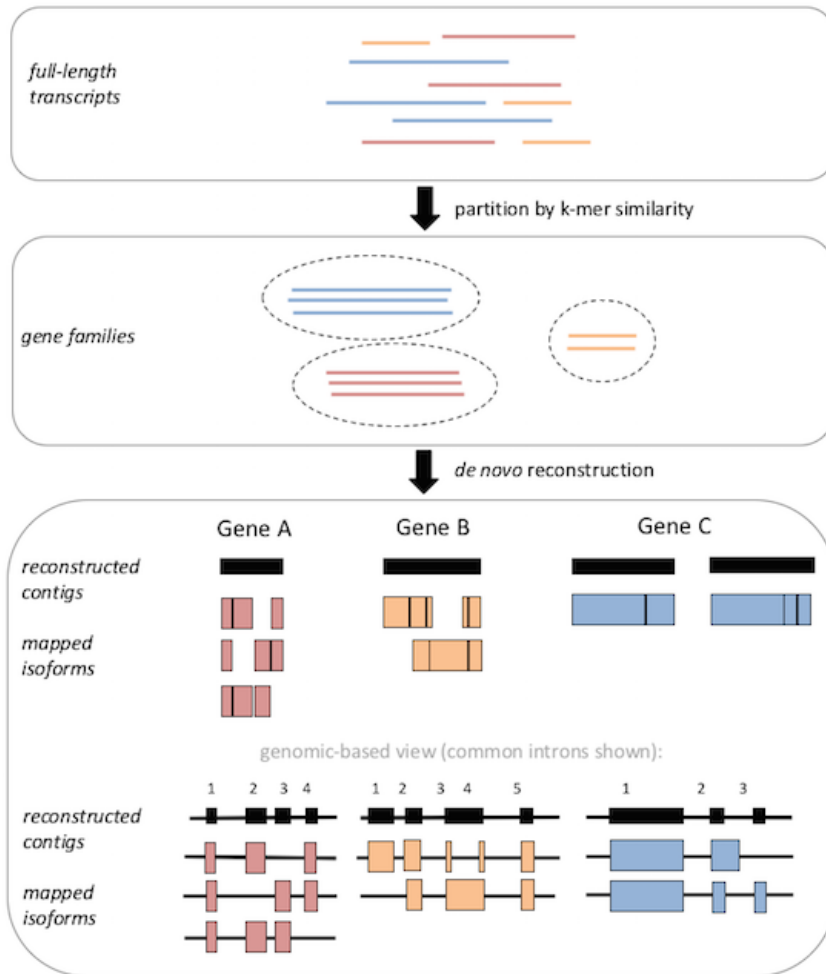 full-length
transcripts
partition by k-mer similarity
gene families
de novo reconstruction
Gene A
Gene B
Gene C
reconstructed
contigs
mapped
isoforms
genomic-based view (common introns shown):
1 2 3 4
1 2 3 4 5
1 2 3
reconstructed
contigs
mapped
isoforms